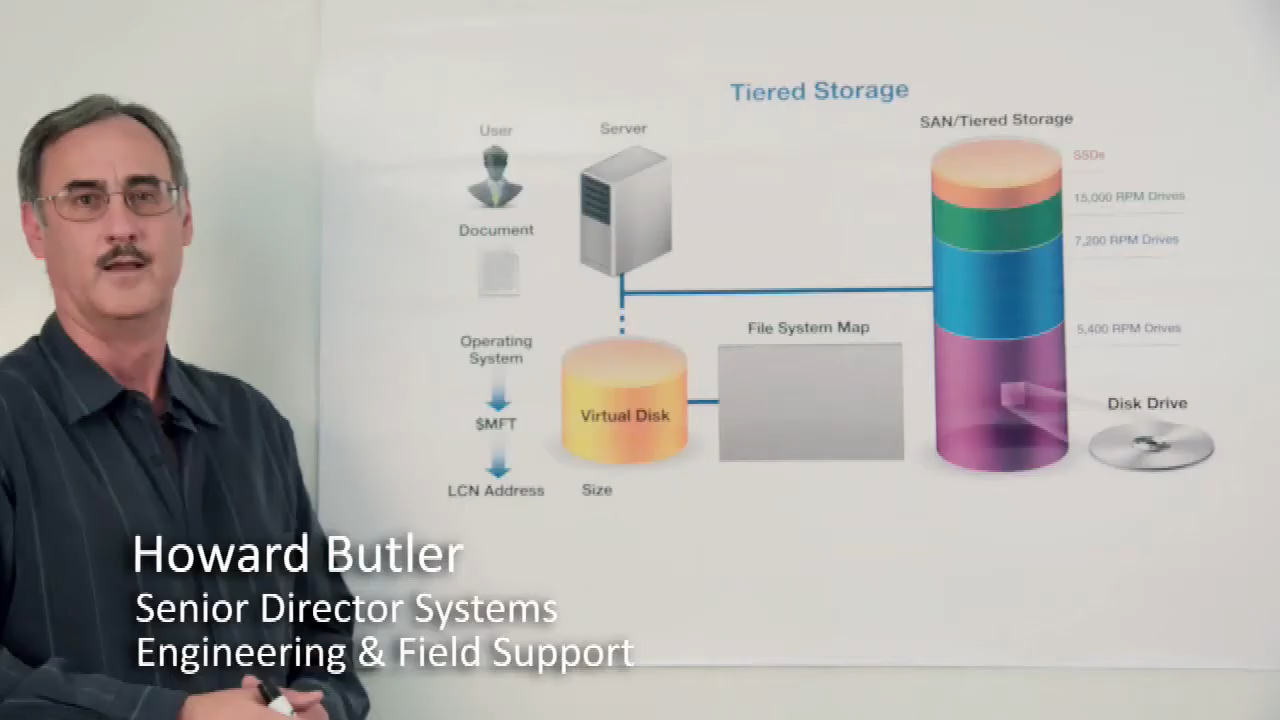 Tiered Storage
User
Server
SAN/Tiered Storage
SSDs
15,000 RPM Drives
7,200 RPM Drives
5,400 RPM Drives
Document
Operating
System
$MFT
LCN Address
Virtual Disk
Size
File System Map
Disk Drive
Howard Butler
Senior Director Systems
Engineering & Field Support